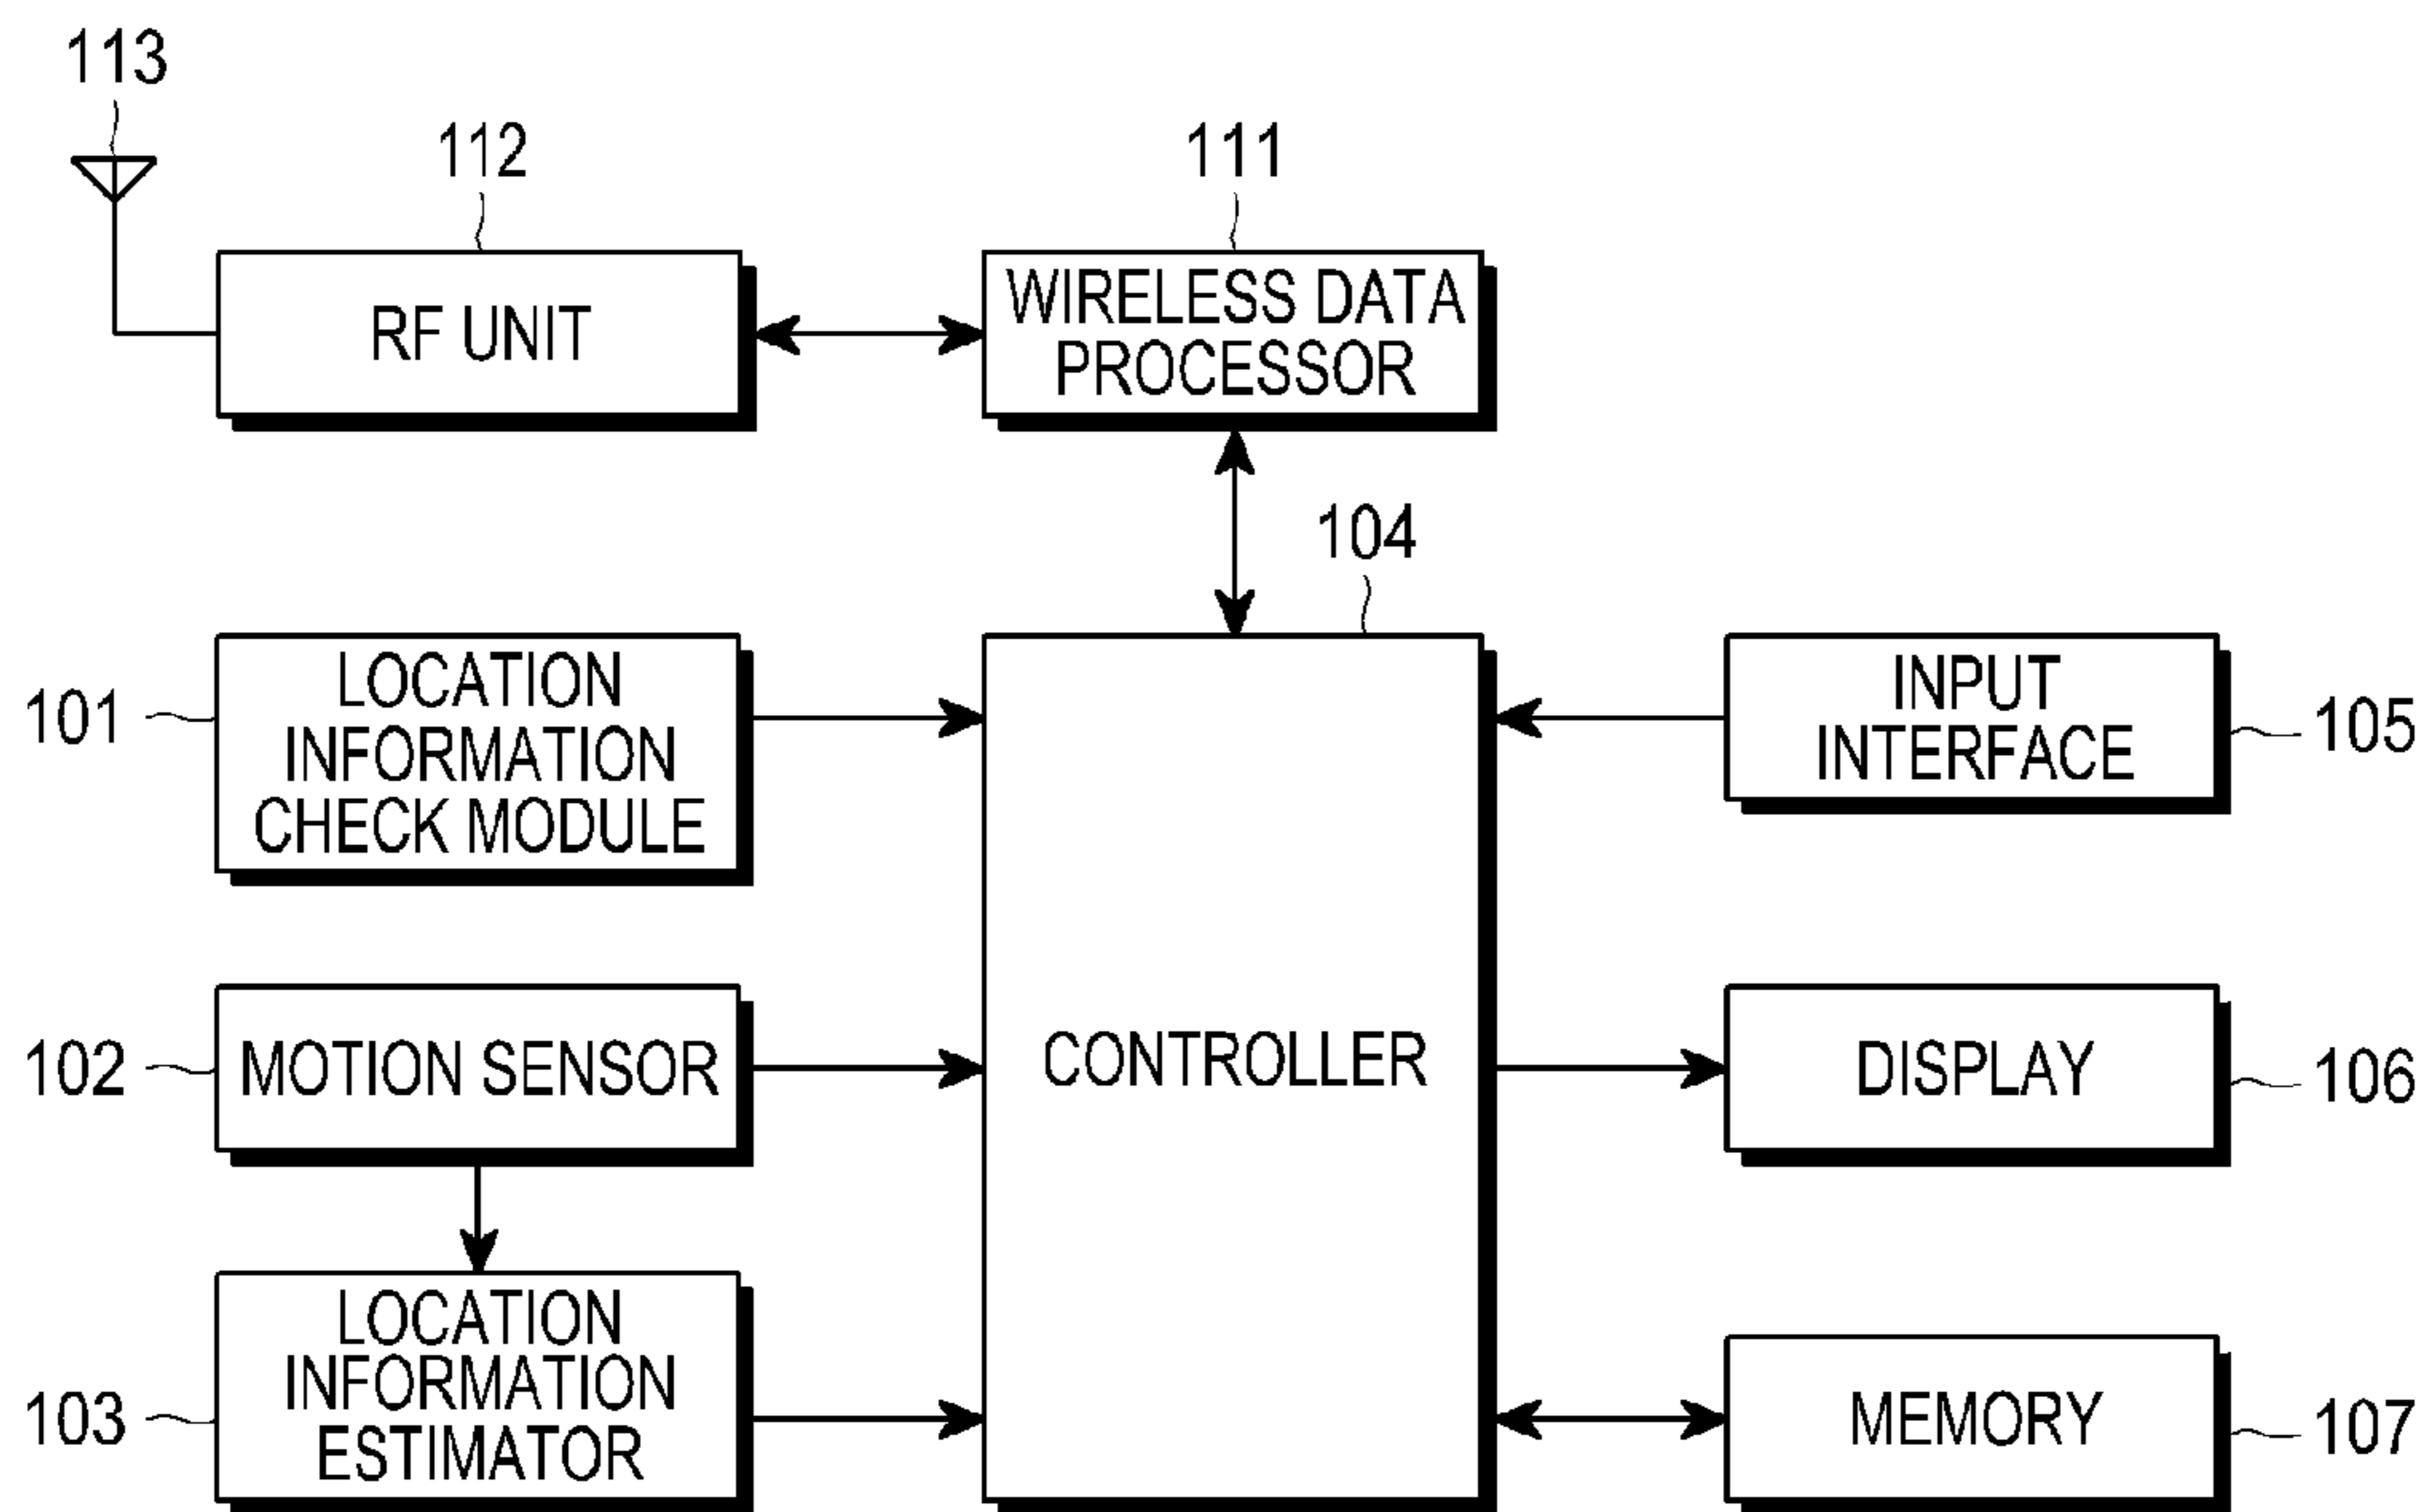 113
112
111
RF UNIT
WIRELESS DATA
PROCESSOR
104
101
LOCATION
INFORMATION
CHECK MODULE
INPUT
INTERFACE
105
102
MOTION SENSOR
CONTROLLER
DISPLAY
106
103
LOCATION
INFORMATION
ESTIMATOR
MEMORY
107